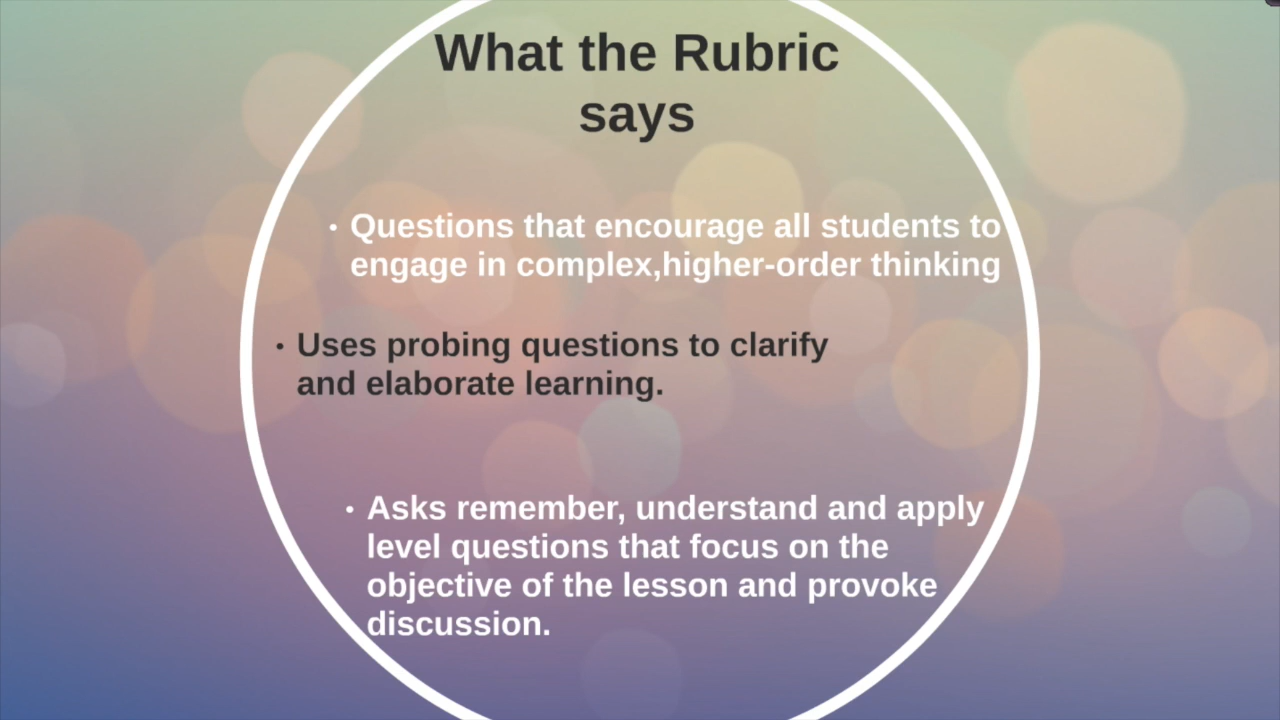 What the Rubric
says
• Questions that encourage all students to
engage in complex,higher-order thinking
• Uses probing questions to clarify
and elaborate learning.
• Asks remember, understand and apply
level questions that focus on the
objective of the lesson and provoke
discussion.